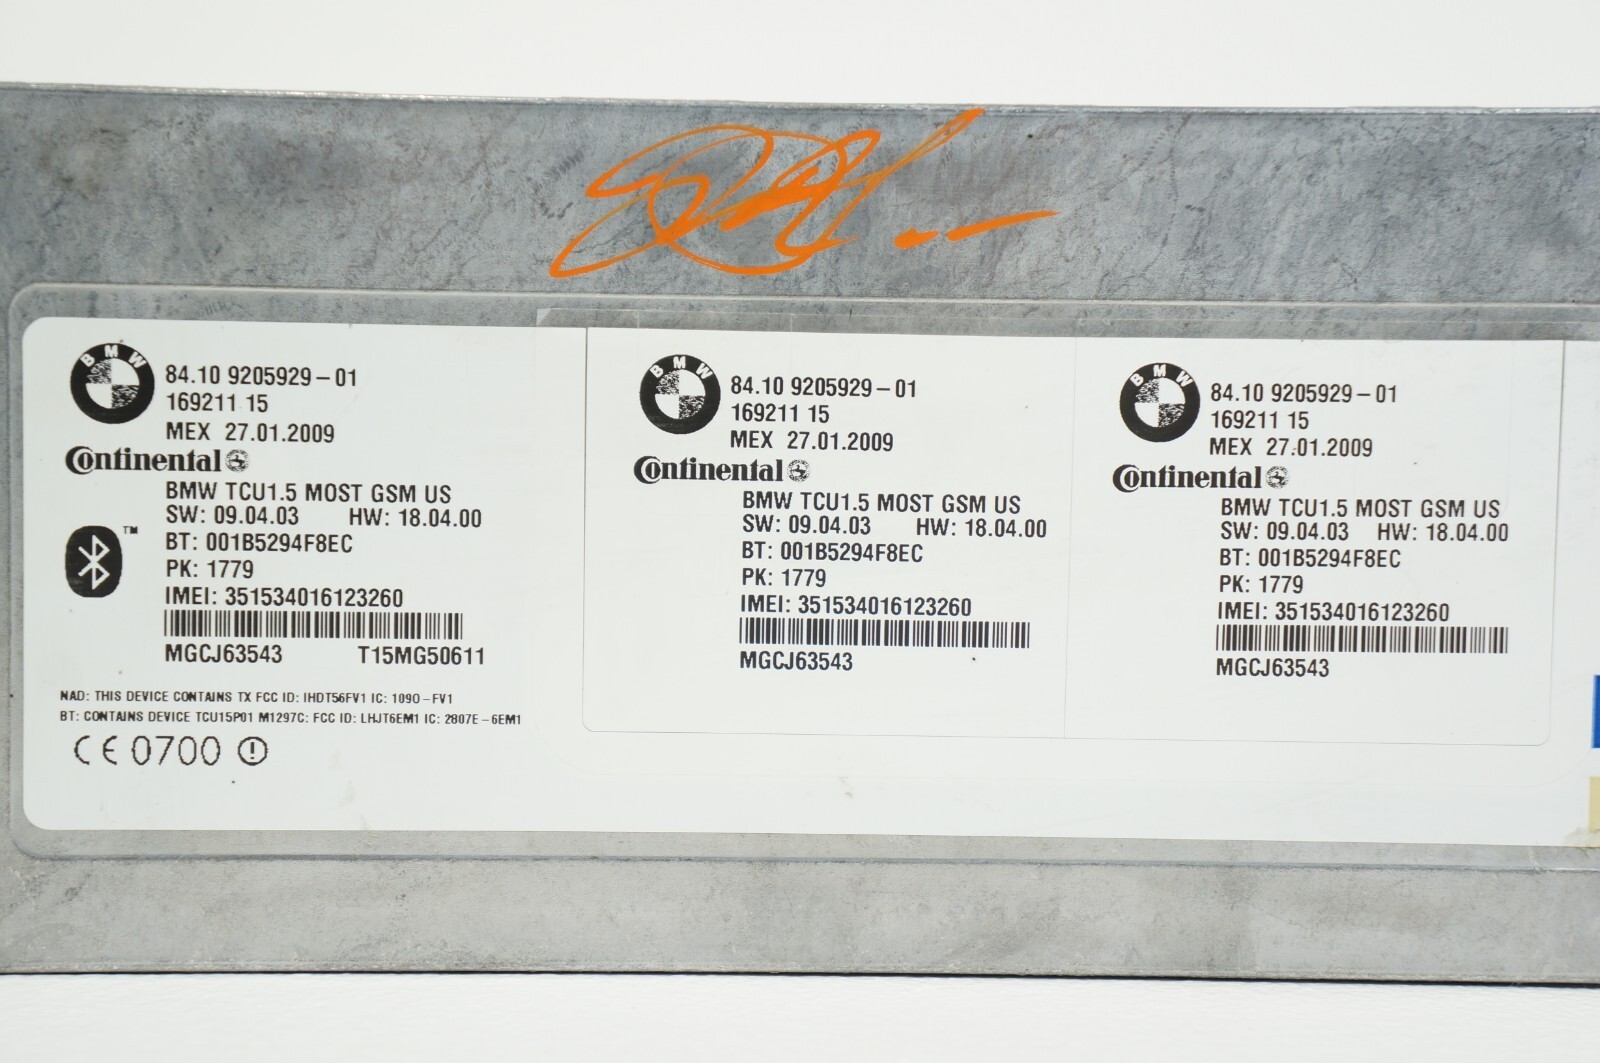 BMW
84.10 9205929-01
169211 15
MEX 27.01.2009
Continental
BMW TCU1.5 MOST GSM US
SW: 09.04.03 HW: 18.04.00
BT: 001B5294F8EC
PK: 1779
IMEI: 351534016123260
MGCJ63543 T15MG50611
NAD: THIS DEVICE CONTAINS TX FCC ID: IHDT56FV1 IC: 1090-FV1
BT: CONTAINS DEVICE TCU15P01 M1297C: FCC ID: LHJT6EM1 IC: 2807E-6EM1
CE 0700
BMW
84.10 9205929-01
169211 15
MEX 27.01.2009
Continental
BMW TCU1.5 MOST GSM US
SW: 09.04.03 HW: 18.04.00
BT: 001B5294F8EC
PK: 1779
IMEI: 351534016123260
MGCJ63543
BMW
84.10 9205929-01
169211 15
MEX 27.01.2009
Continental
BMW TCU1.5 MOST GSM US
SW: 09.04.03 HW: 18.04.00
BT: 001B5294F8EC
PK: 1779
IMEI: 351534016123260
MGCJ63543